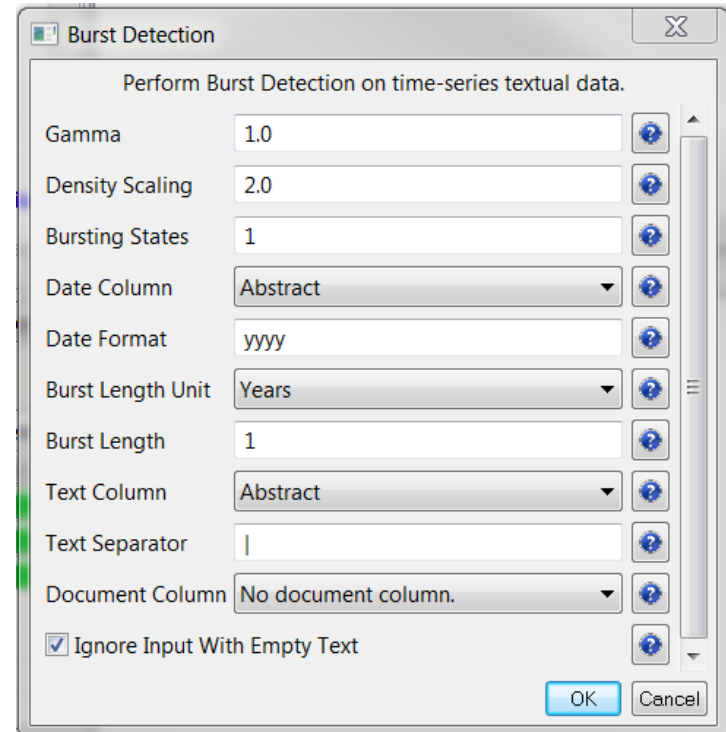 Burst Detection
Perform Burst Detection on time-series textual data.
Gamma 1.0
Density Scaling 2.0
Bursting States 1
Date Column Abstract
Date Format yyyy
Burst Length Unit Years
Burst Length 1
Text Column Abstract
Text Separator |
Document Column No document column.
Ignore Input With Empty Text
OK Cancel